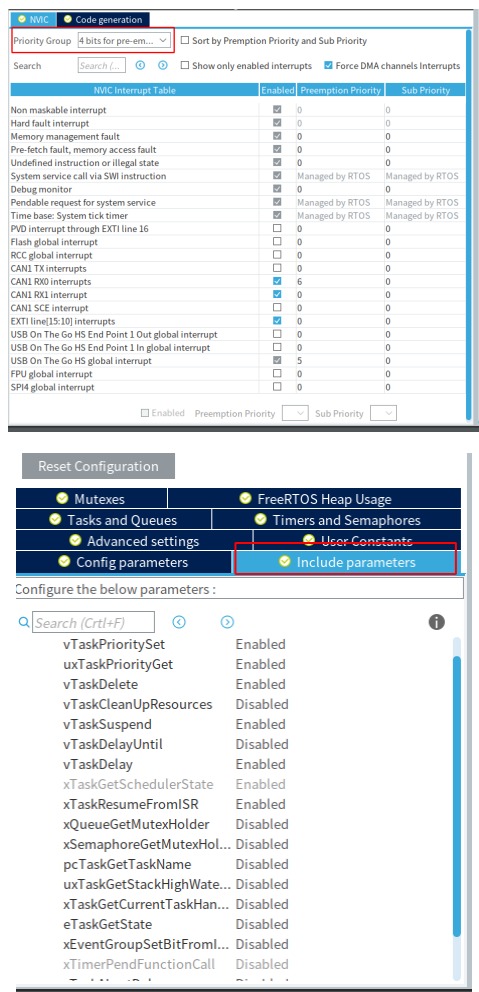 NVIC Code generation
Priority Group 4 bits for pre-em... Sort by Premption Priority and Sub Priority
Search Search (... Show only enabled interrupts Force DMA channels Interrupts
NVIC Interrupt Table Enabled Preemption Priority Sub Priority
Non maskable interrupt 0 0
Hard fault interrupt 0 0
Memory management fault 0 0
Pre-fetch fault, memory access fault 0 0
Undefined instruction or illegal state 0 0
System service call via SWI instruction Managed by RTOS Managed by RTOS
Debug monitor 0 0
Pendable request for system service Managed by RTOS Managed by RTOS
Time base: System tick timer Managed by RTOS Managed by RTOS
PVD interrupt through EXTI line 16 0 0
Flash global interrupt 0 0
RCC global interrupt 0 0
CAN1 TX interrupts 0 0
CAN1 RX0 interrupts 6 0
CAN1 RX1 interrupt 0 0
CAN1 SCE interrupt 0 0
EXTI line[15:10] interrupts 0 0
USB On The Go HS End Point 1 Out global interrupt 0 0
USB On The Go HS End Point 1 In global interrupt 0 0
USB On The Go HS global interrupt 5 0
FPU global interrupt 0 0
SPI4 global interrupt 0 0
Enabled Preemption Priority Sub Priority
Reset Configuration
Mutexes FreeRTOS Heap Usage
Tasks and Queues Timers and Semaphores
Advanced settings User Constants
Config parameters Include parameters
Configure the below parameters :
Search (Crtl+F)
vTaskPrioritySet Enabled
uxTaskPriorityGet Enabled
vTaskDelete Enabled
vTaskCleanUpResources Disabled
vTaskSuspend Enabled
vTaskDelayUntil Disabled
vTaskDelay Enabled
xTaskGetSchedulerState Enabled
xTaskResumeFromISR Enabled
xQueueGetMutexHolder Disabled
xSemaphoreGetMutexHol... Disabled
pcTaskGetTaskName Disabled
uxTaskGetStackHighWate... Disabled
xTaskGetCurrentTaskHan... Disabled
eTaskGetState Disabled
xEventGroupSetBitFromI... Disabled
xTimerPendFunctionCall Disabled